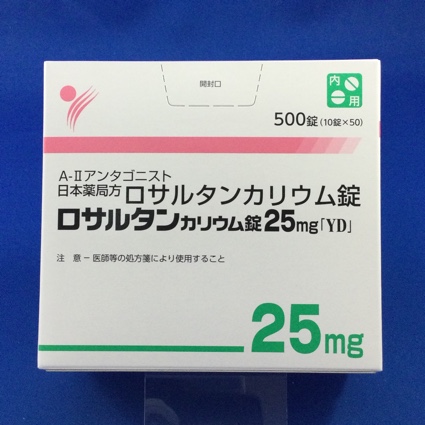 開封口
内用
500錠(10錠×50)
A-Ⅱアンタゴニスト
日本薬局方 ロサルタンカリウム錠
ロサルタンカリウム錠25mg「YD」
注 意－医師等の処方箋により使用すること
25mg